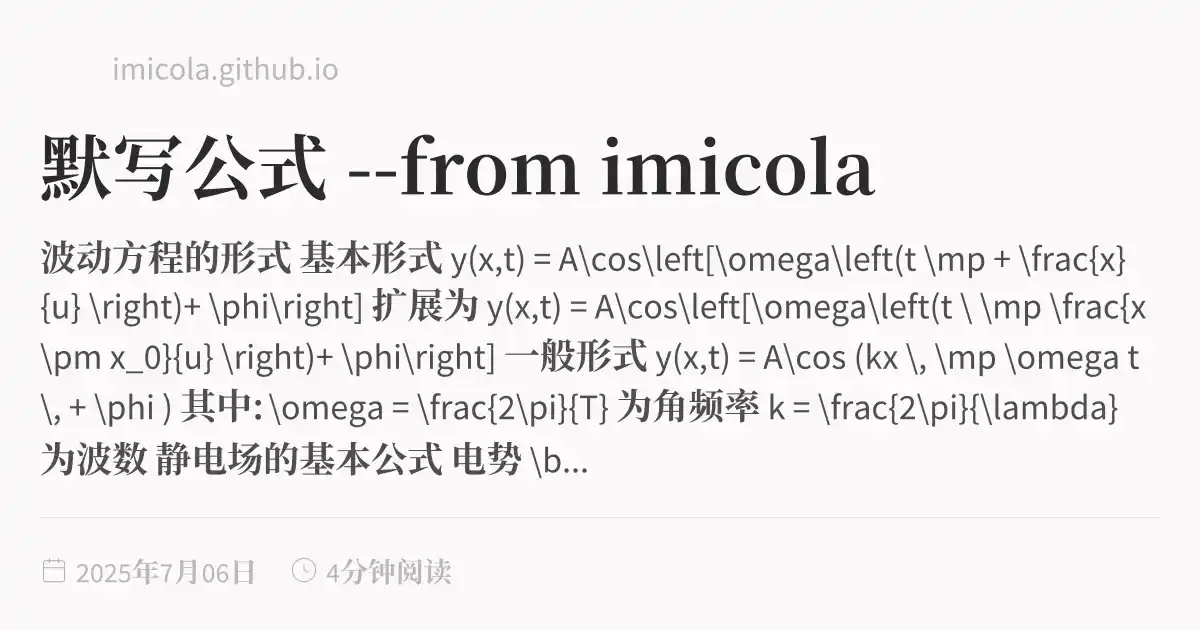 imicola.github.io
默写公式 --from imicola
波动方程的形式 基本形式 y(x,t) = A\cos\left[\omega\left(t \mp + \frac{x}
{u} \right)+ \phi\right] 扩展为 y(x,t) = A\cos\left[\omega\left(t \ \mp \frac{x
\pm x_0}{u} \right)+ \phi\right] 一般形式 y(x,t) = A\cos (kx \, \mp \omega t
\, + \phi ) 其中: \omega = \frac{2\pi}{T} 为角频率 k = \frac{2\pi}{\lambda}
为波数 静电场的基本公式 电势 \b...
2025年7月06日 4分钟阅读